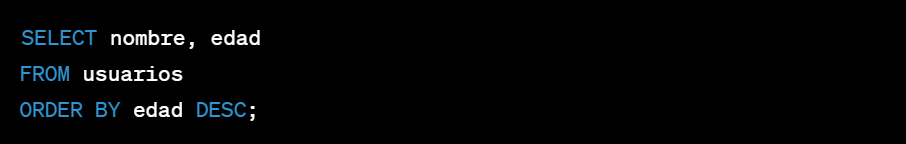 SELECT nombre, edad
FROM usuarios
ORDER BY edad DESC;